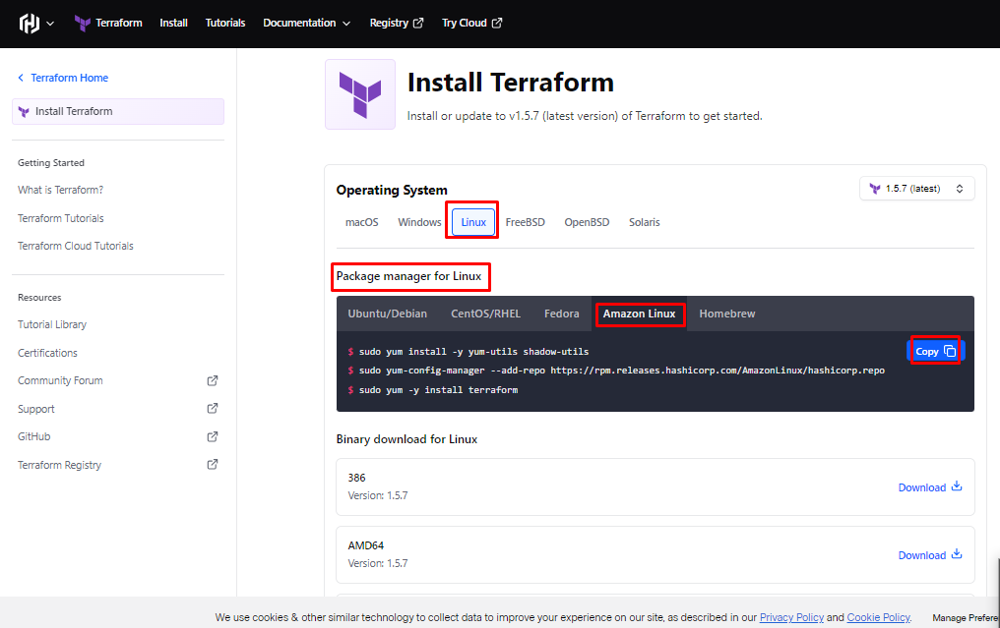 Terraform Install Tutorials Documentation Registry Try Cloud
Terraform Home
Install Terraform
Getting Started
What is Terraform?
Terraform Tutorials
Terraform Cloud Tutorials
Resources
Tutorial Library
Certifications
Community Forum
Support
GitHub
Terraform Registry
Install Terraform
Install or update to v1.5.7 (latest version) of Terraform to get started.
Operating System
1.5.7 (latest)
macOS Windows Linux FreeBSD OpenBSD Solaris
Package manager for Linux
Ubuntu/Debian CentOS/RHEL Fedora Amazon Linux Homebrew
Copy
$ sudo yum install -y yum-utils shadow-utils
$ sudo yum-config-manager --add-repo https://rpm.releases.hashicorp.com/AmazonLinux/hashicorp.repo
$ sudo yum -y install terraform
Binary download for Linux
386
Version: 1.5.7
Download
AMD64
Version: 1.5.7
Download
We use cookies & other similar technology to collect data to improve your experience on our site, as described in our Privacy Policy and Cookie Policy. Manage Prefere